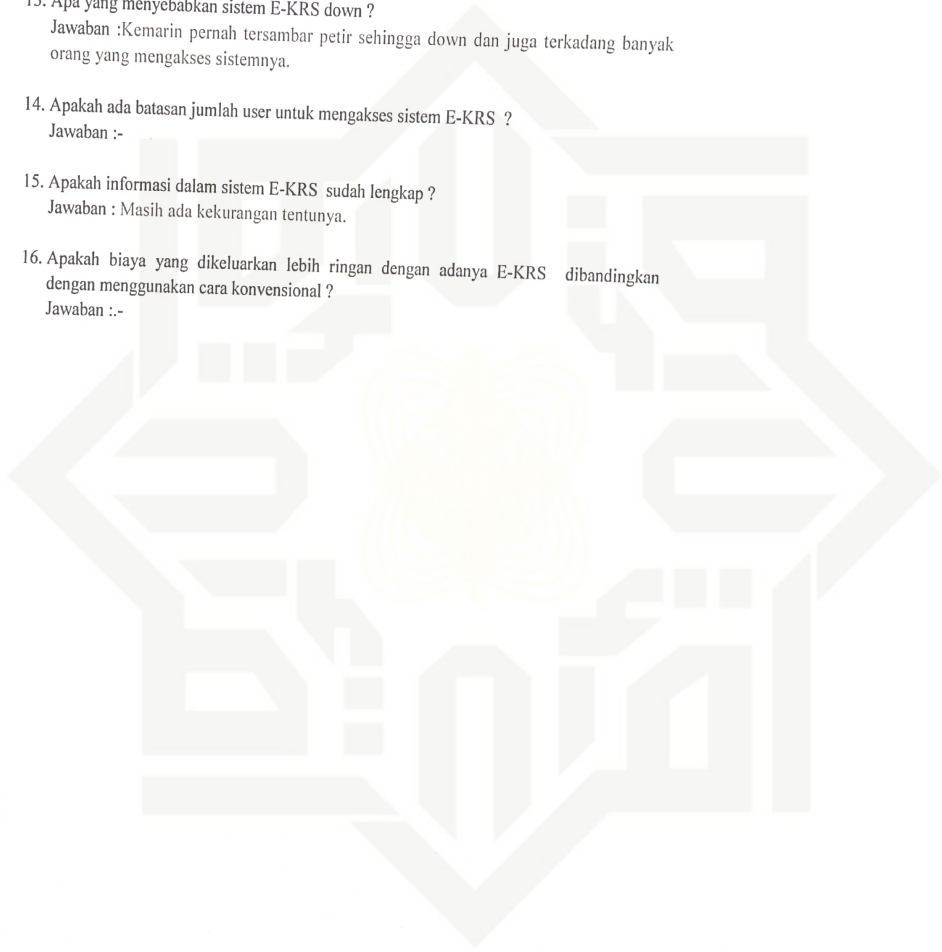 13. Apa yang menyebabkan sistem E-KRS down ?
Jawaban :Kemarin pernah tersambar petir sehingga down dan juga terkadang banyak
orang yang mengakses sistemnya.
14. Apakah ada batasan jumlah user untuk mengakses sistem E-KRS ?
Jawaban :-
15. Apakah informasi dalam sistem E-KRS sudah lengkap ?
Jawaban : Masih ada kekurangan tentunya.
16. Apakah biaya yang dikeluarkan lebih ringan dengan adanya E-KRS dibandingkan
dengan menggunakan cara konvensional ?
Jawaban :.-